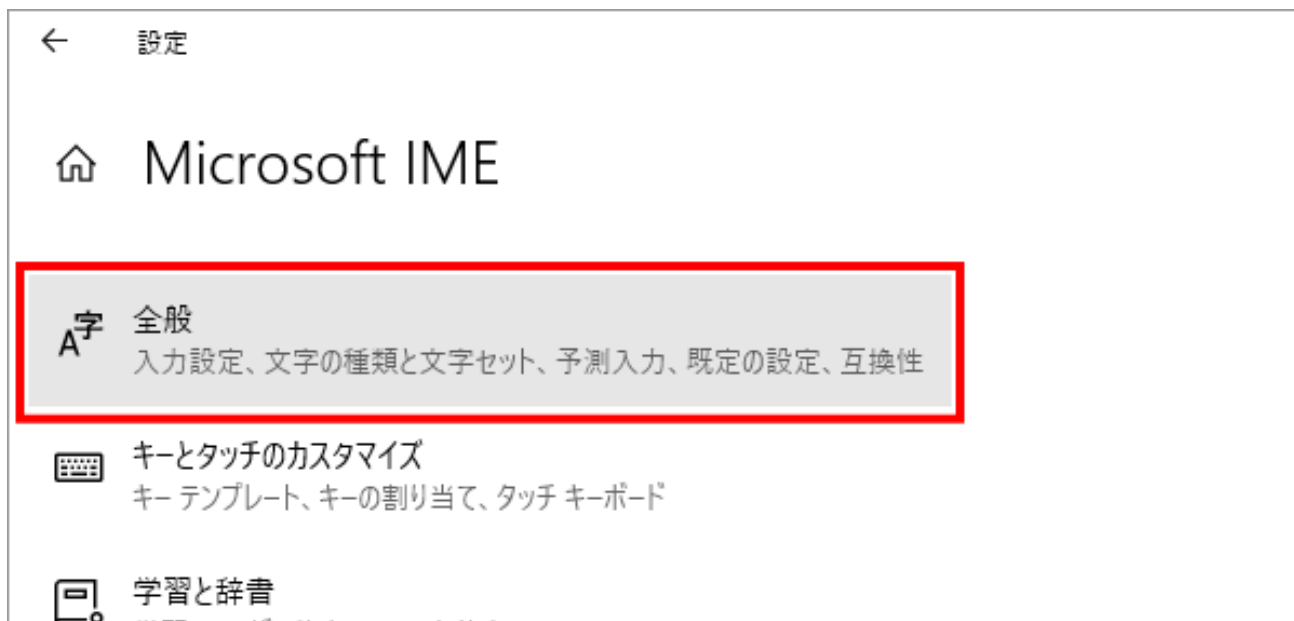 設定
Microsoft IME
全般
入力設定、文字の種類と文字セット、予測入力、既定の設定、互換性
キーとタッチのカスタマイズ
キー テンプレート、キーの割り当て、タッチ キーボード
学習と辞書